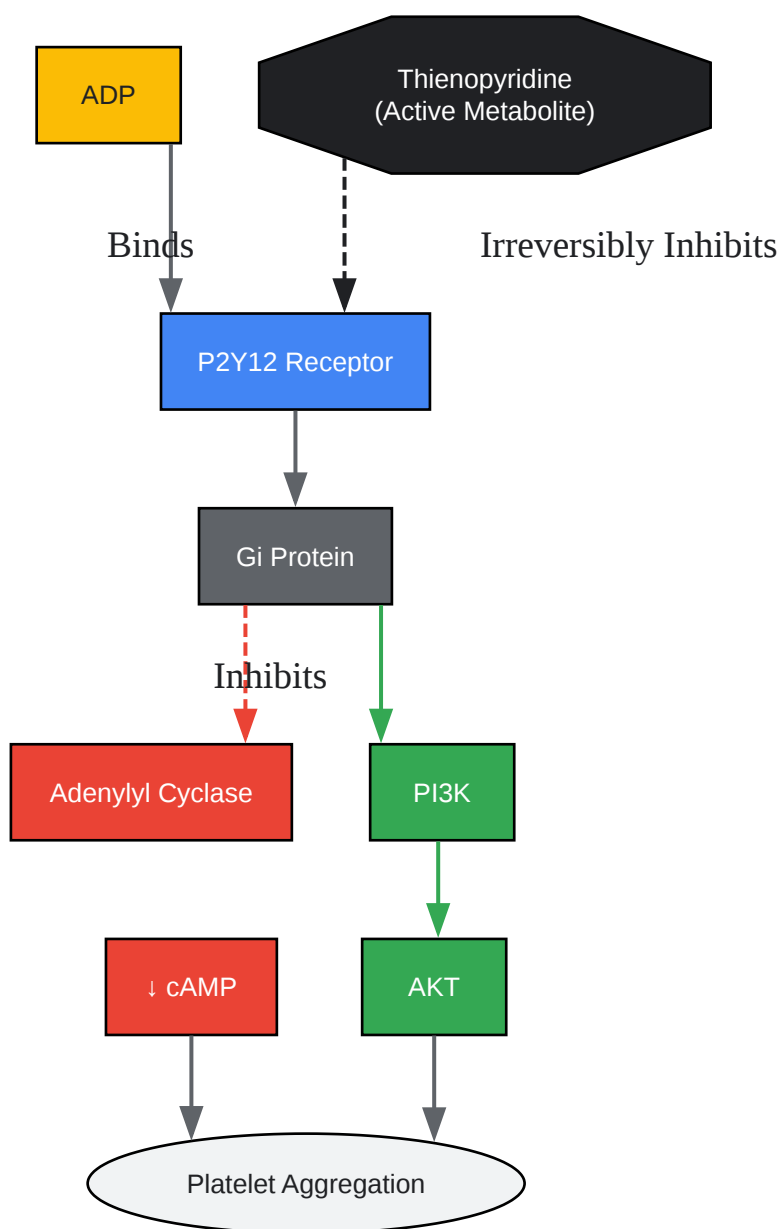 ADP
Thienopyridine
(Active Metabolite)
Binds
Irreversibly Inhibits
P2Y12 Receptor
Gi Protein
Inhibits
Adenylyl Cyclase
PI3K
↓ cAMP
AKT
Platelet Aggregation